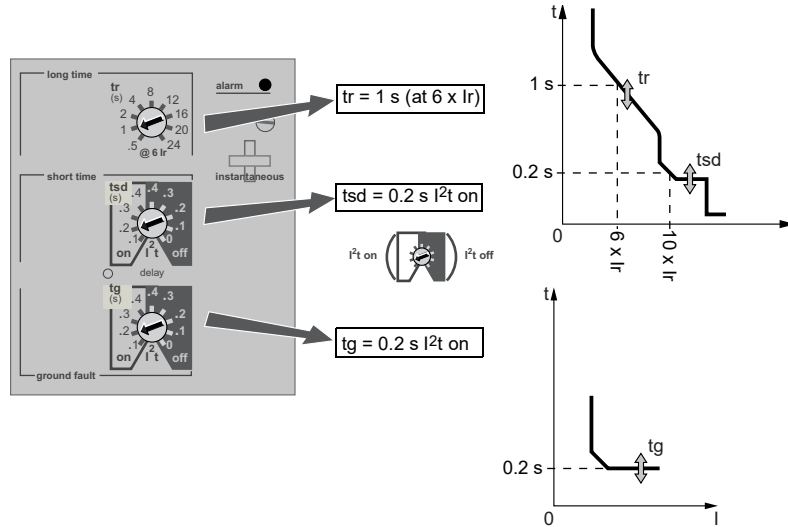 long time
tr
(s)
8
4
12
2
16
1
20
.5
24
@ 6 Ir
alarm
instantaneous
short time
tsd
(s)
.4
.4
.3
.3
.2
.2
.1
.1
0
on
I2t
off
delay
tg
(s)
.4
.4
.3
.3
.2
.2
.1
.1
0
on
I2t
off
ground fault
tr = 1 s (at 6 x Ir)
tsd = 0.2 s I2t on
I2t on
I2t off
tg = 0.2 s I2t on
t
1 s
tr
0.2 s
tsd
0
6 x Ir
10 x Ir
t
0.2 s
tg
0
I